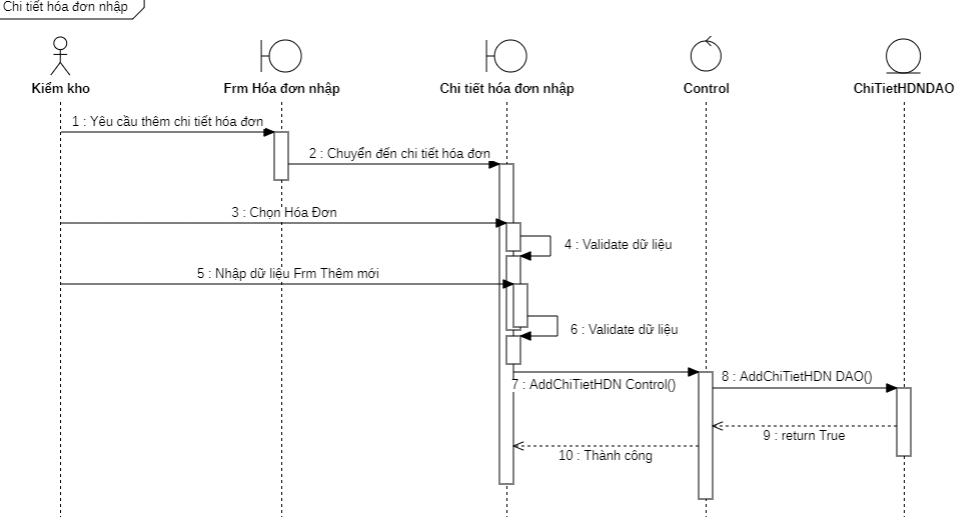 Chi tiết hóa đơn nhập
Kiểm kho
Frm Hóa đơn nhập
Chi tiết hóa đơn nhập
Control
ChiTietHDNDAO
1 : Yêu cầu thêm chi tiết hóa đơn
2 : Chuyển đến chi tiết hóa đơn
3 : Chọn Hóa Đơn
4 : Validate dữ liệu
5 : Nhập dữ liệu Frm Thêm mới
6 : Validate dữ liệu
7 : AddChiTietHDN Control()
8 : AddChiTietHDN DAO()
9 : return True
10 : Thành công